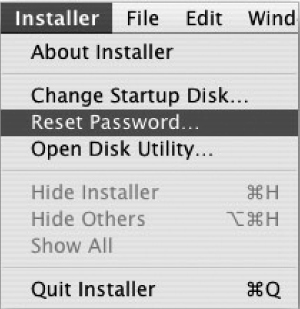 Installer File Edit Wind
About Installer
Change Startup Disk...
Reset Password...
Open Disk Utility...
Hide Installer ⌘H
Hide Others ⌥⌘H
Show All
Quit Installer ⌘Q